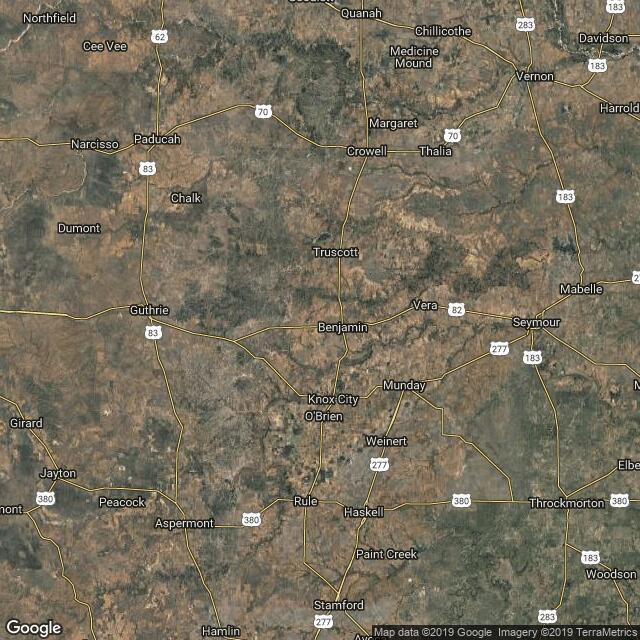 Northfield
Quanah
Chillicothe
283
183
Cee Vee
62
Medicine
Mound
Davidson
183
Vernon
Harrold
70
Margaret
70
Narcisso
Paducah
Crowell
Thalia
83
Chalk
183
Dumont
Truscott
Mabelle
Guthrie
Vera
82
Seymour
83
Benjamin
277
183
Munday
Knox City
O'Brien
Girard
Weinert
277
Jayton
380
Peacock
Rule
Haskell
380
Throckmorton
380
Aspermont
380
Paint Creek
183
Woodson
Stamford
283
277
Hamlin
Google
Map data ©2019 Google Imagery ©2019 TerraMetrics